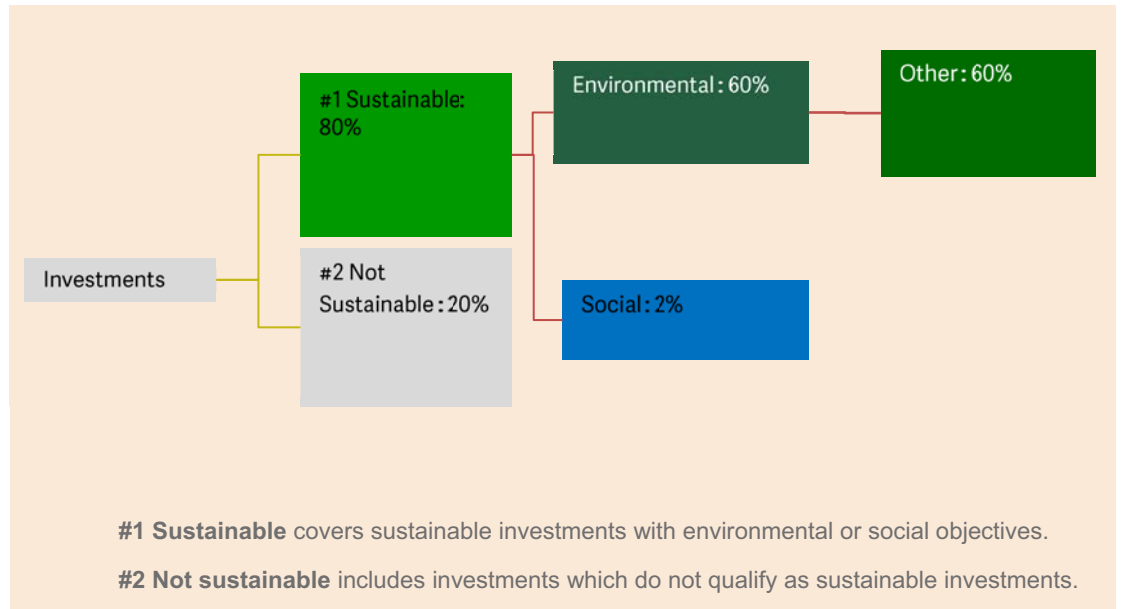 #1 Sustainable:
80%
Environmental: 60%
Other: 60%
Investments
#2 Not
Sustainable: 20%
Social: 2%
#1 Sustainable covers sustainable investments with environmental or social objectives.
#2 Not sustainable includes investments which do not qualify as sustainable investments.